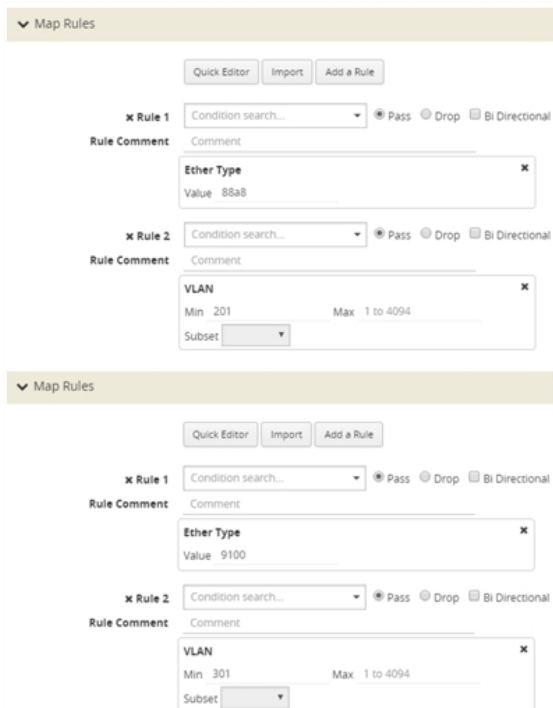 Map Rules
Quick Editor Import Add a Rule
× Rule 1 Condition search... Pass Drop Bi Directional
Rule Comment Comment
Ether Type ×
Value 88a8
× Rule 2 Condition search... Pass Drop Bi Directional
Rule Comment Comment
VLAN ×
Min 201 Max 1 to 4094
Subset
Map Rules
Quick Editor Import Add a Rule
× Rule 1 Condition search... Pass Drop Bi Directional
Rule Comment Comment
Ether Type ×
Value 9100
× Rule 2 Condition search... Pass Drop Bi Directional
Rule Comment Comment
VLAN ×
Min 301 Max 1 to 4094
Subset